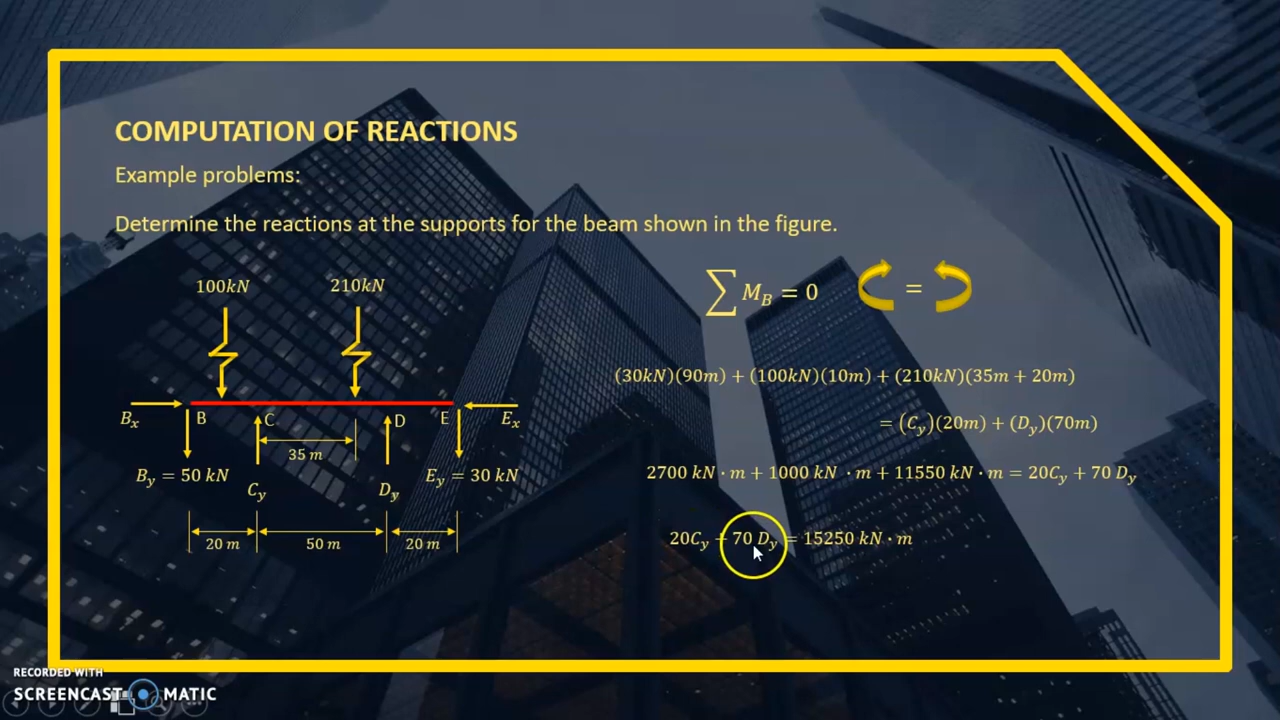 COMPUTATION OF REACTIONS
Example problems:
Determine the reactions at the supports for the beam shown in the figure.
100kN 210kN
B_x B C D E E_x
35 m
B_y = 50 kN C_y D_y E_y = 30 kN
20 m 50 m 20 m
∑ M_B = 0 =
(30kN)(90m) + (100kN)(10m) + (210kN)(35m + 20m)
= (C_y)(20m) + (D_y)(70m)
2700 kN · m + 1000 kN · m + 11550 kN · m = 20C_y + 70 D_y
20C_y + 70 D_y = 15250 kN · m
RECORDED WITH
SCREENCAST MATIC